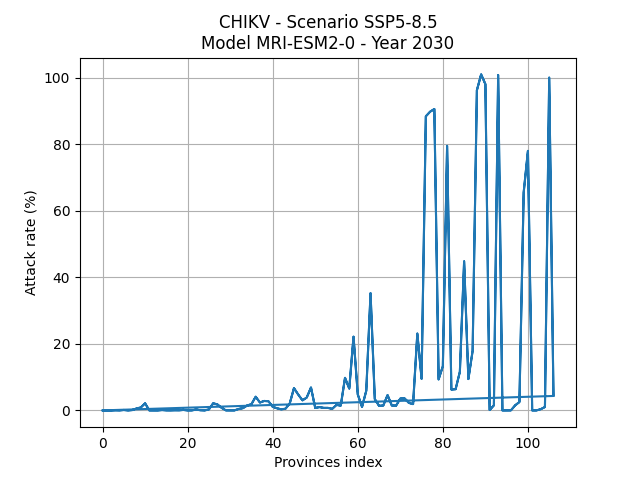 CHIKV - Scenario SSP5-8.5
Model MRI-ESM2-0 - Year 2030
100
80
60
40
20
0
Attack rate (%)
0 20 40 60 80 100
Provinces index